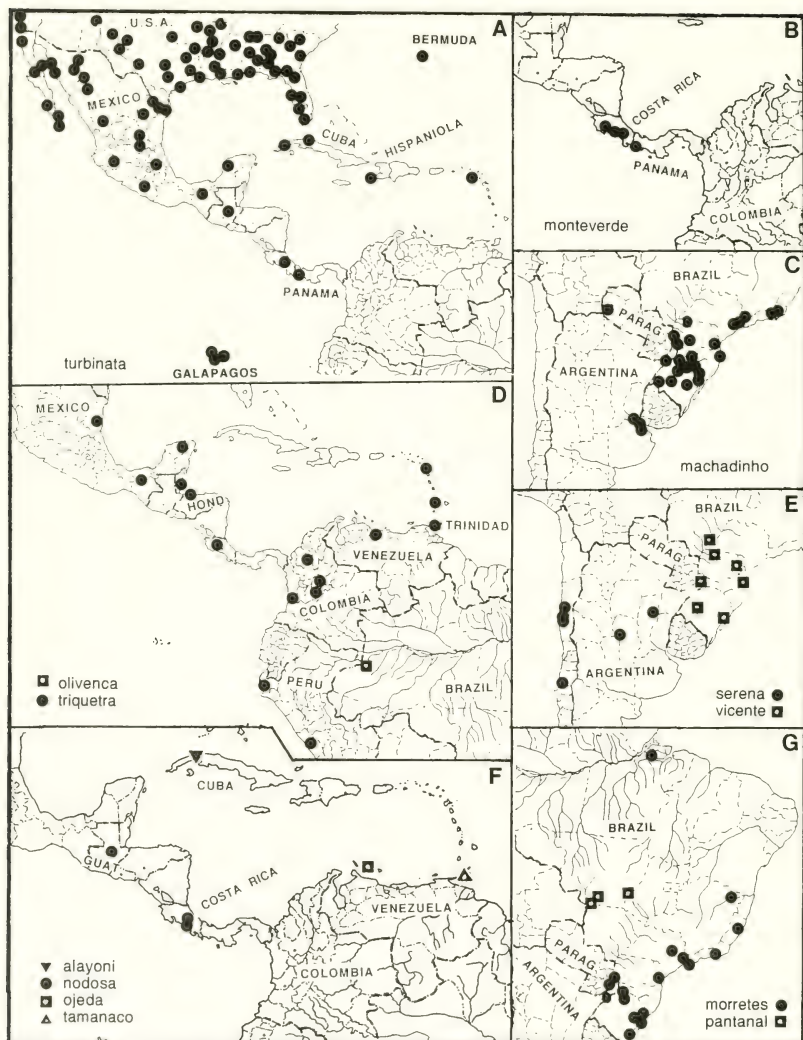 A
U.S.A.
BERMUDA
MEXICO
CUBA
HISPANIOLA
PANAMA
GALAPAGOS
turbinata
B
COSTA RICA
PANAMA
COLOMBIA
monteverde
C
BRAZIL
PARAG
ARGENTINA
machadinho
D
MEXICO
HOND
TRINIDAD
VENEZUELA
COLOMBIA
PERU
BRAZIL
olivenca
triquetra
E
BRAZIL
PARAG
ARGENTINA
serena
vicente
F
CUBA
GUAT
COSTA RICA
VENEZUELA
COLOMBIA
alayoni
nodosa
ojeda
tamanaco
G
BRAZIL
PARAG
ARGENTINA
morretes
pantanal